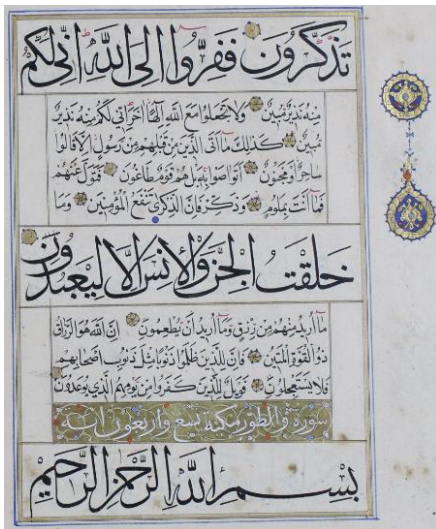 تذكرون ففروا الى الله انى لكم
منه نذير مبين ولا تجعلوا مع الله الها اخر انى لكم منه نذير
مبين كذلك ما اتى الذين من قبلهم من رسول الا قالوا
ساحر او مجنون اتواصوا به بل هم قوم طاغون فتول عنهم
فما انت بملوم وذكر فان الذكرى تنفع المؤمنين وما
خلقت الجن والانس الا ليعبدون
ما اريد منهم من رزق وما اريد ان يطعمون ان الله هو الرزاق
ذو القوة المتين فان للذين ظلموا ذنوبا مثل ذنوب اصحابهم
فلا يستعجلون فويل للذين كفروا من يومهم الذي يوعدون
سورة والطور مكية تسع واربعون اية
بسم الله الرحمن الرحيم